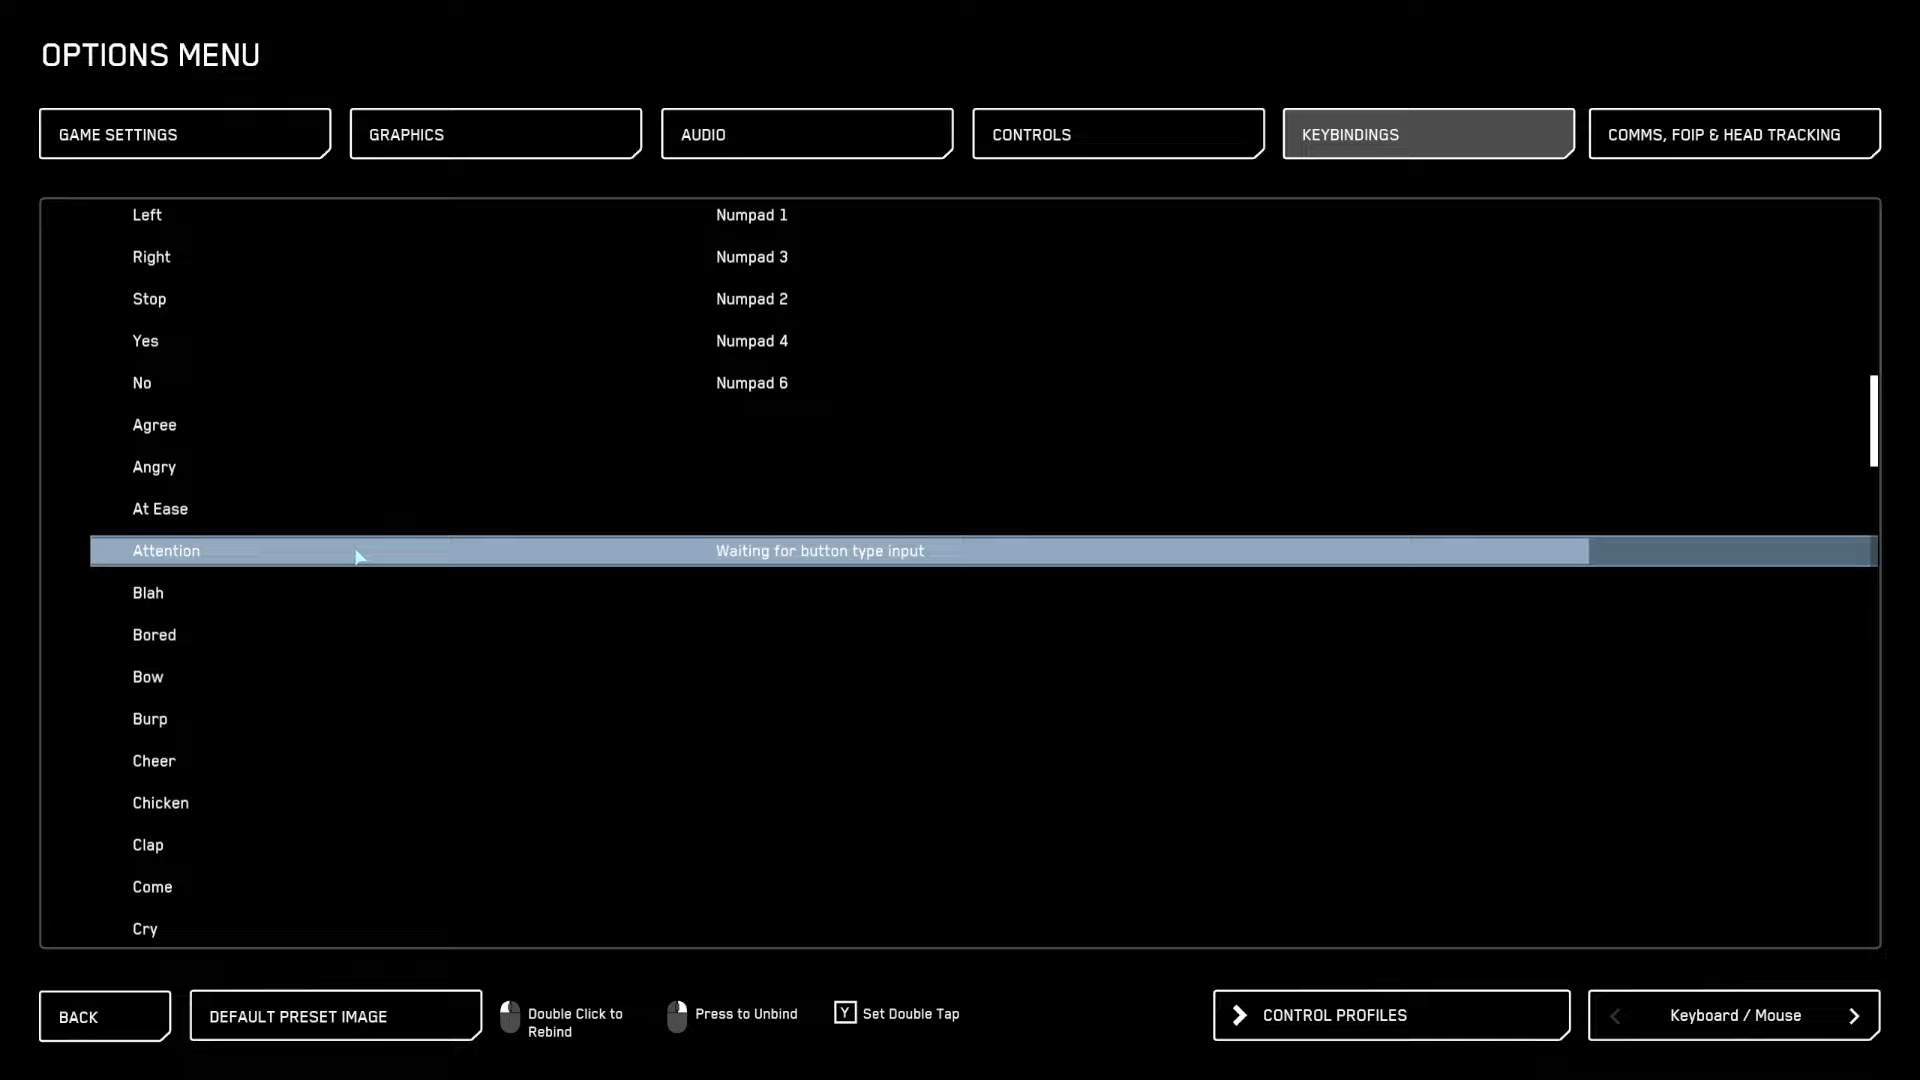 OPTIONS MENU
GAME SETTINGS
GRAPHICS
AUDIO
CONTROLS
KEYBINDINGS
COMMS, FOIP & HEAD TRACKING
Left Numpad 1
Right Numpad 3
Stop Numpad 2
Yes Numpad 4
No Numpad 6
Agree
Angry
At Ease
Attention Waiting for button type input
Blah
Bored
Bow
Burp
Cheer
Chicken
Clap
Come
Cry
BACK
DEFAULT PRESET IMAGE
Double Click to
Rebind
Press to Unbind
Y Set Double Tap
CONTROL PROFILES
Keyboard / Mouse